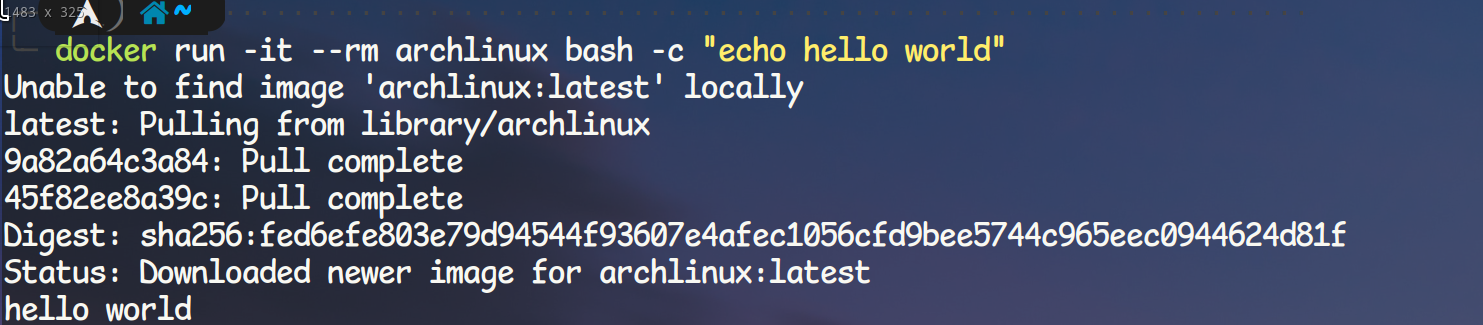 1483 x 325
~
docker run -it --rm archlinux bash -c "echo hello world"
Unable to find image 'archlinux:latest' locally
latest: Pulling from library/archlinux
9a82a64c3a84: Pull complete
45f82ee8a39c: Pull complete
Digest: sha256:fed6efe803e79d94544f93607e4afec1056cfd9bee5744c965eec0944624d81f
Status: Downloaded newer image for archlinux:latest
hello world